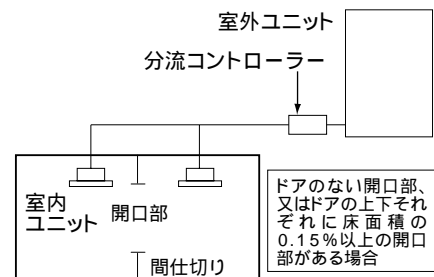 室外ユニット
分流コントローラー
室内
ユニット
開口部
間仕切り
ドアのない開口部、
又はドアの上下それ
ぞれに床面積の
0.15%以上の開口
部がある場合